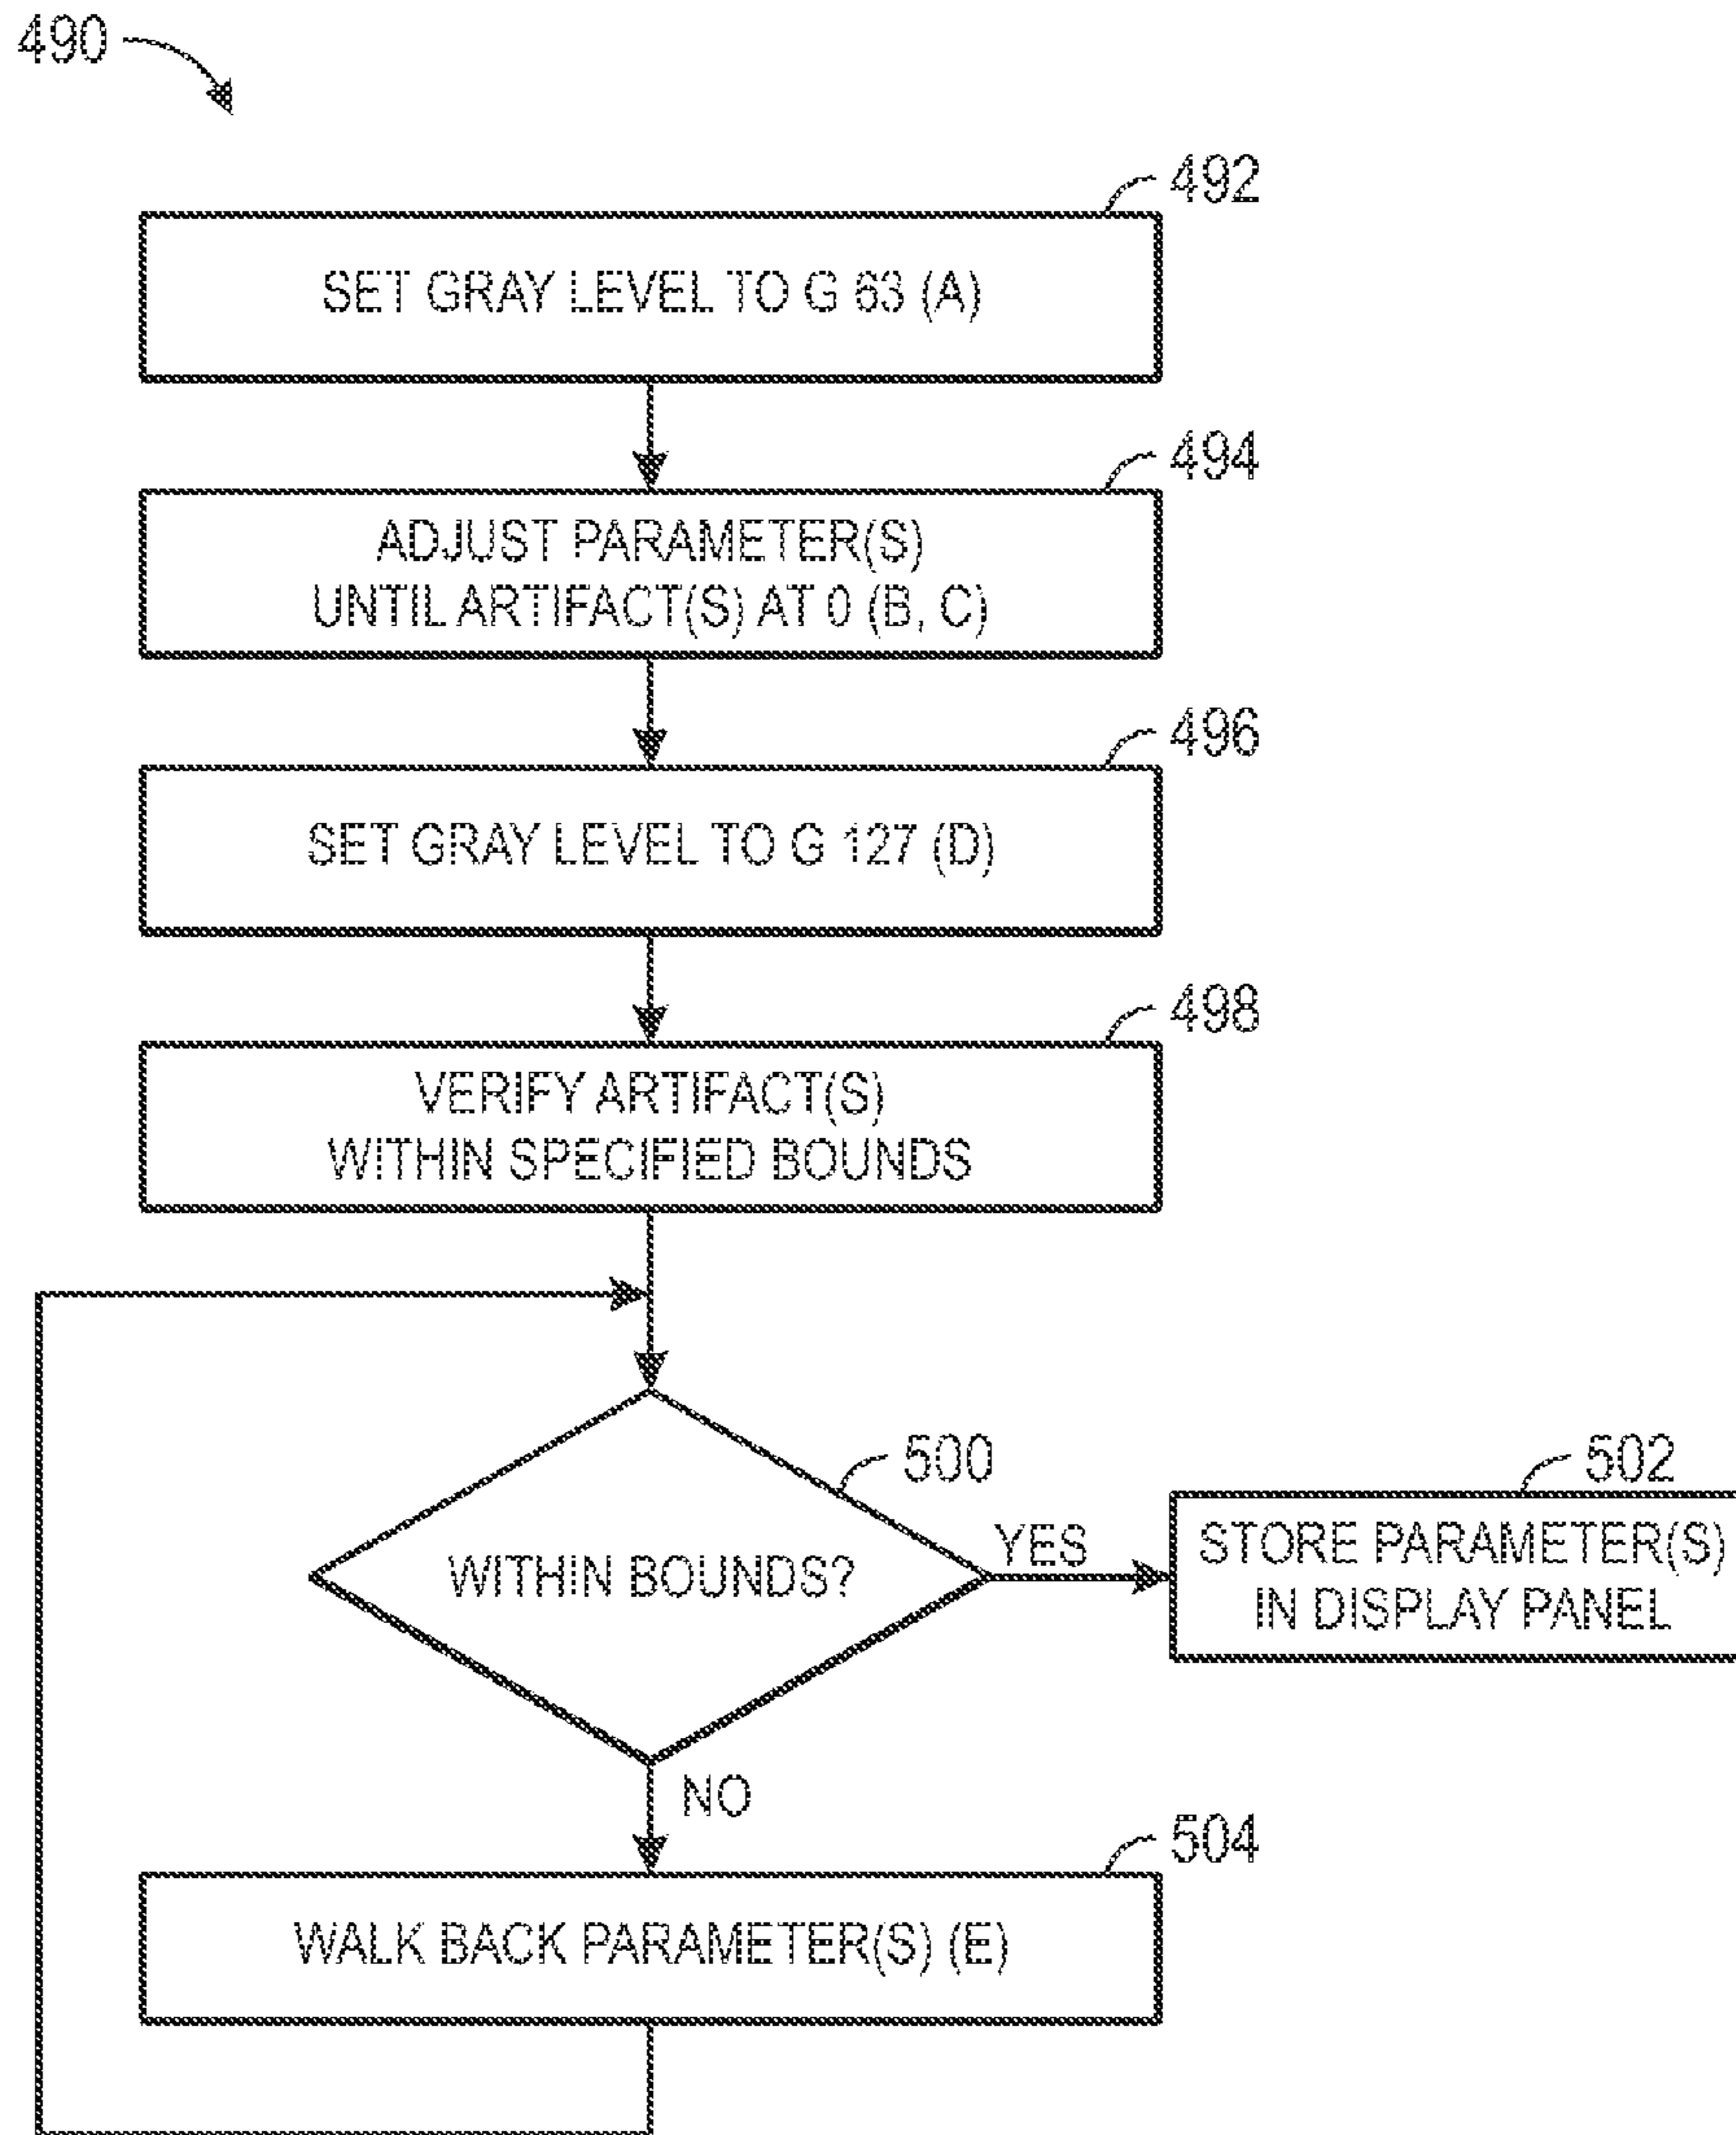 490
492
SET GRAY LEVEL TO G 63 (A)
494
ADJUST PARAMETER(S)
UNTIL ARTIFACT(S) AT 0 (B, C)
496
SET GRAY LEVEL TO G 127 (D)
498
VERIFY ARTIFACT(S)
WITHIN SPECIFIED BOUNDS
500
502
WITHIN BOUNDS?
YES
STORE PARAMETER(S)
IN DISPLAY PANEL
NO
504
WALK BACK PARAMETER(S) (E)